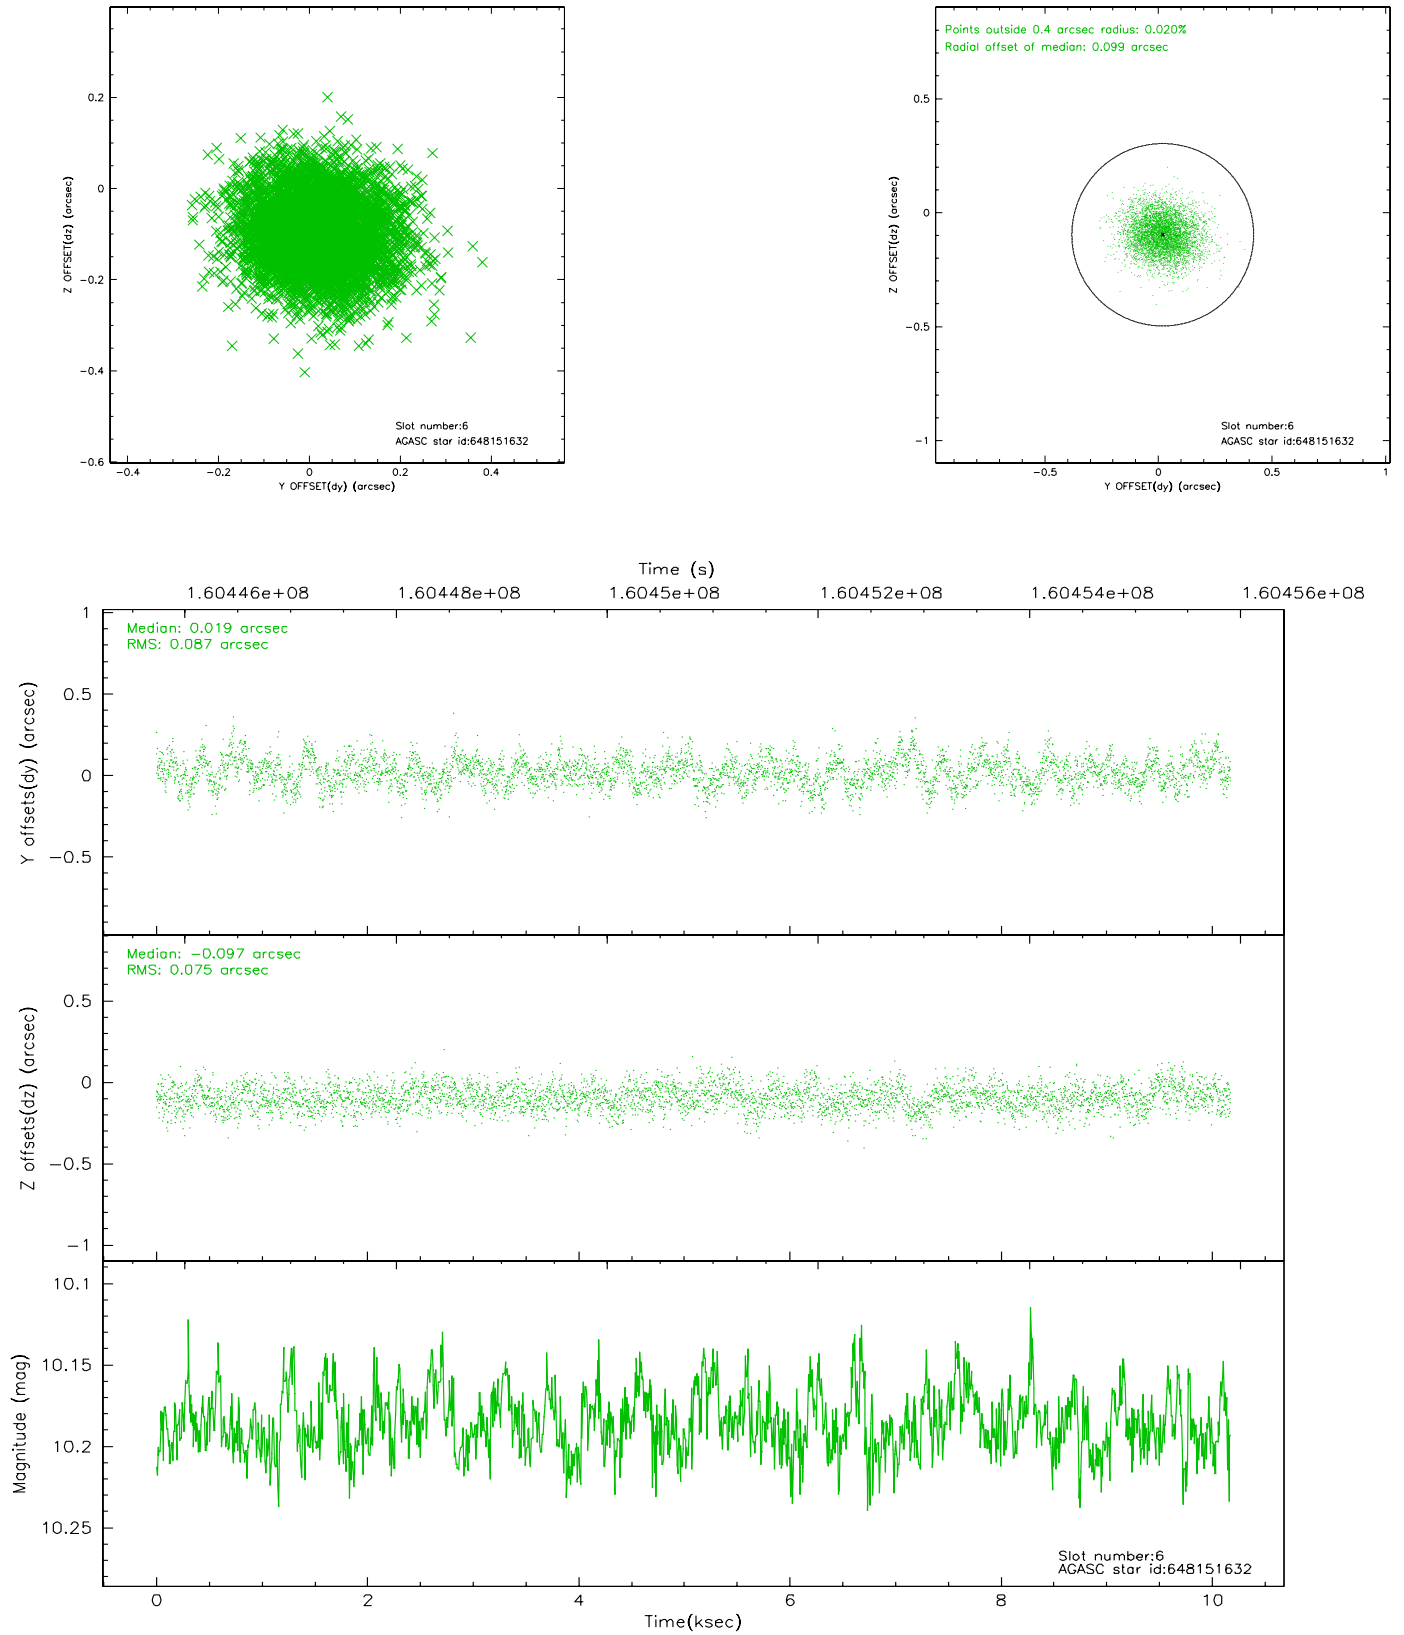 0.2
0
−0.2
−0.4
−0.6
−0.4
−0.2
0
0.2
0.4
Z OFFSET(dz) (arcsec)
Y OFFSET(dy) (arcsec)
Slot number:6
AGASC star id:648151632
Points outside 0.4 arcsec radius: 0.020%
Radial offset of median: 0.099 arcsec
0.5
0
−0.5
−1
−0.5
0
0.5
1
Z OFFSET(dz) (arcsec)
Y OFFSET(dy) (arcsec)
Slot number:6
AGASC star id:648151632
Time (s)
1.60446e+08
1.60448e+08
1.6045e+08
1.60452e+08
1.60454e+08
1.60456e+08
Median: 0.019 arcsec
RMS: 0.087 arcsec
1
0.5
0
−0.5
Y offsets(dy) (arcsec)
Median: −0.097 arcsec
RMS: 0.075 arcsec
0.5
0
−0.5
−1
Z offsets(dz) (arcsec)
10.1
10.15
10.2
10.25
Magnitude (mag)
Slot number:6
AGASC star id:648151632
0
2
4
6
8
10
Time(ksec)